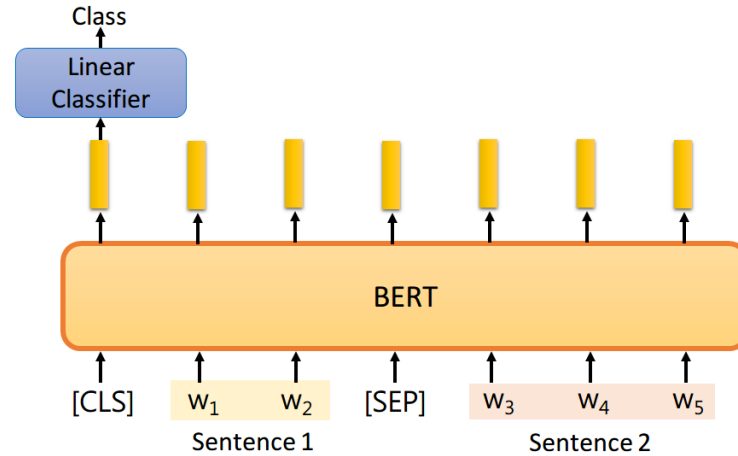 Class
Linear
Classifier
BERT
[CLS] w₁ w₂ [SEP] w₃ w₄ w₅
Sentence 1 Sentence 2